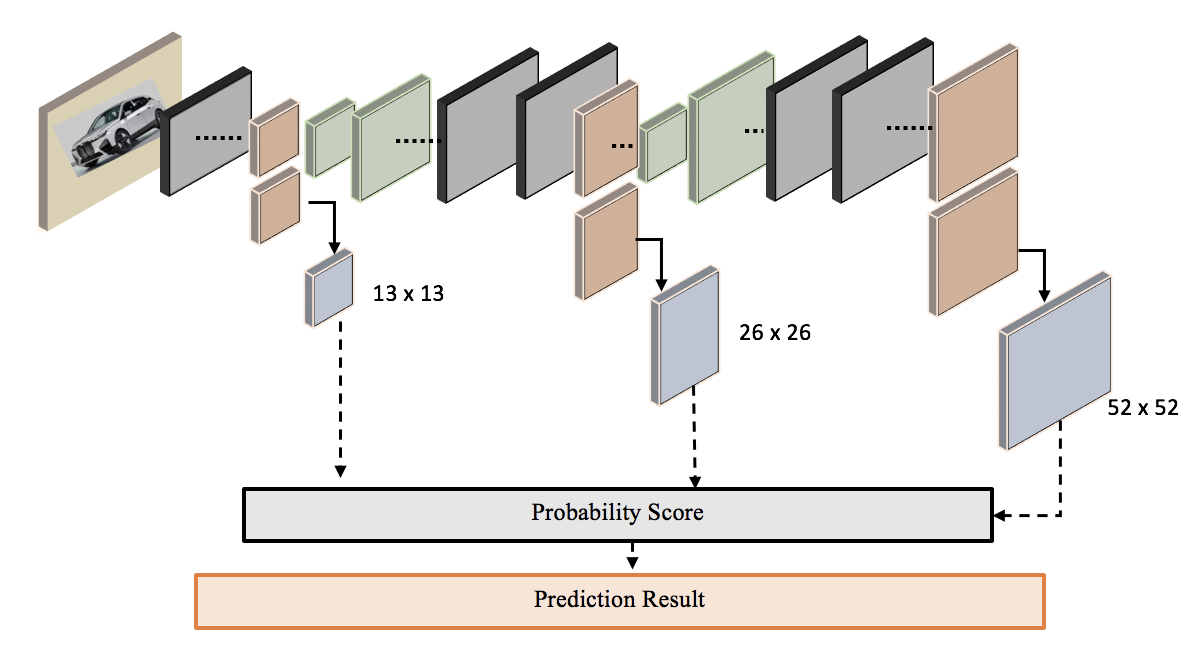 13 x 13
26 x 26
52 x 52
Probability Score
Prediction Result